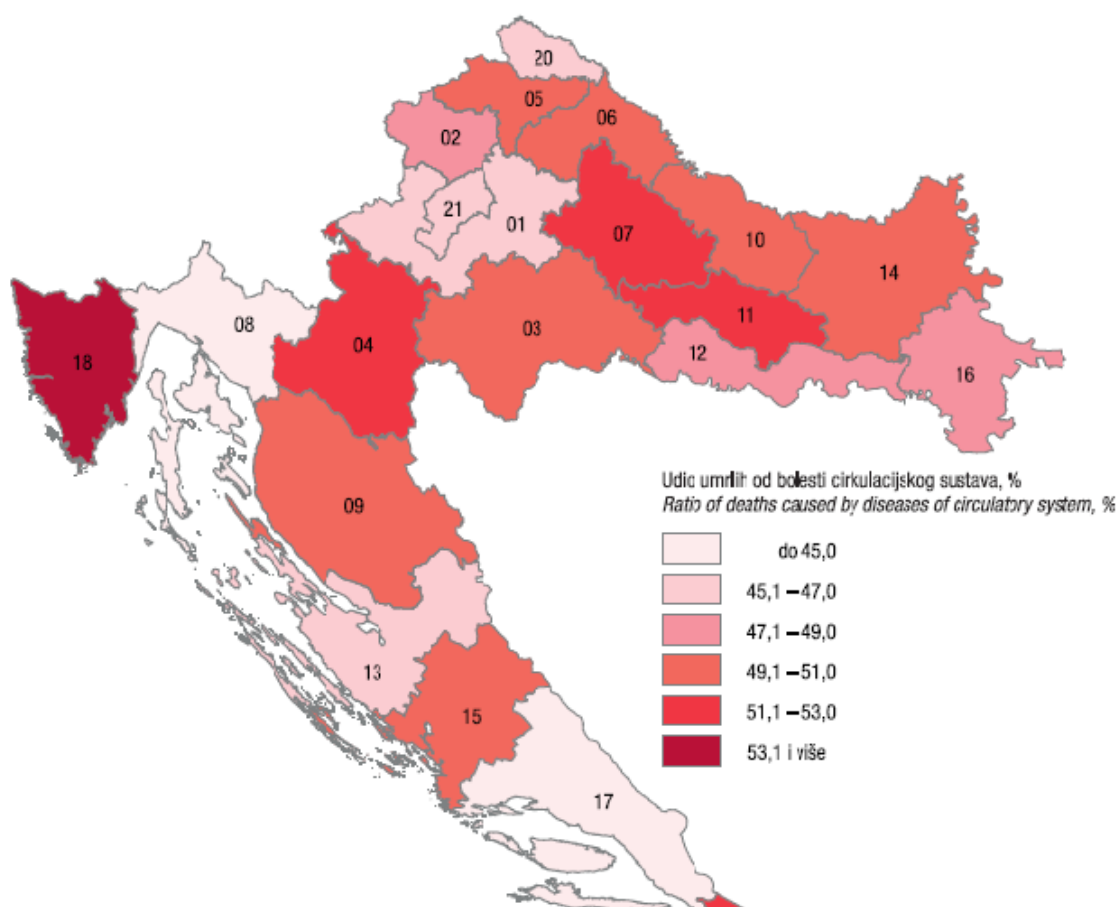 20
05
06
02
21
01
07
10
14
08
04
03
11
18
12
16
09
13
15
17
Udio umrlih od bolesti cirkulacijskog sustava, %
Ratio of deaths caused by diseases of circulatory system, %
do 45,0
45,1 – 47,0
47,1 – 49,0
49,1 – 51,0
51,1 – 53,0
53,1 i više